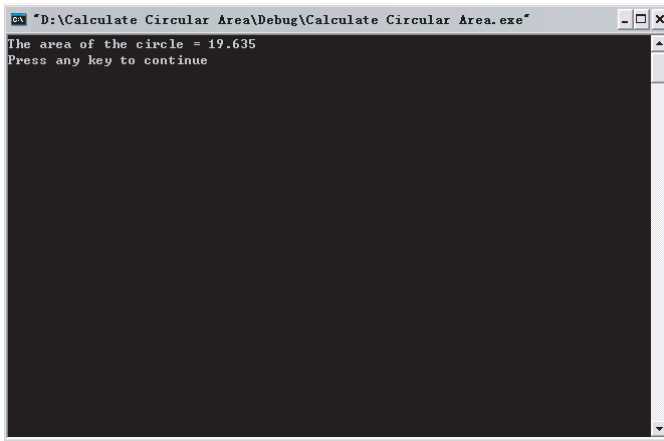 "D:\Calculate Circular Area\Debug\Calculate Circular Area.exe"
The area of the circle = 19.635
Press any key to continue